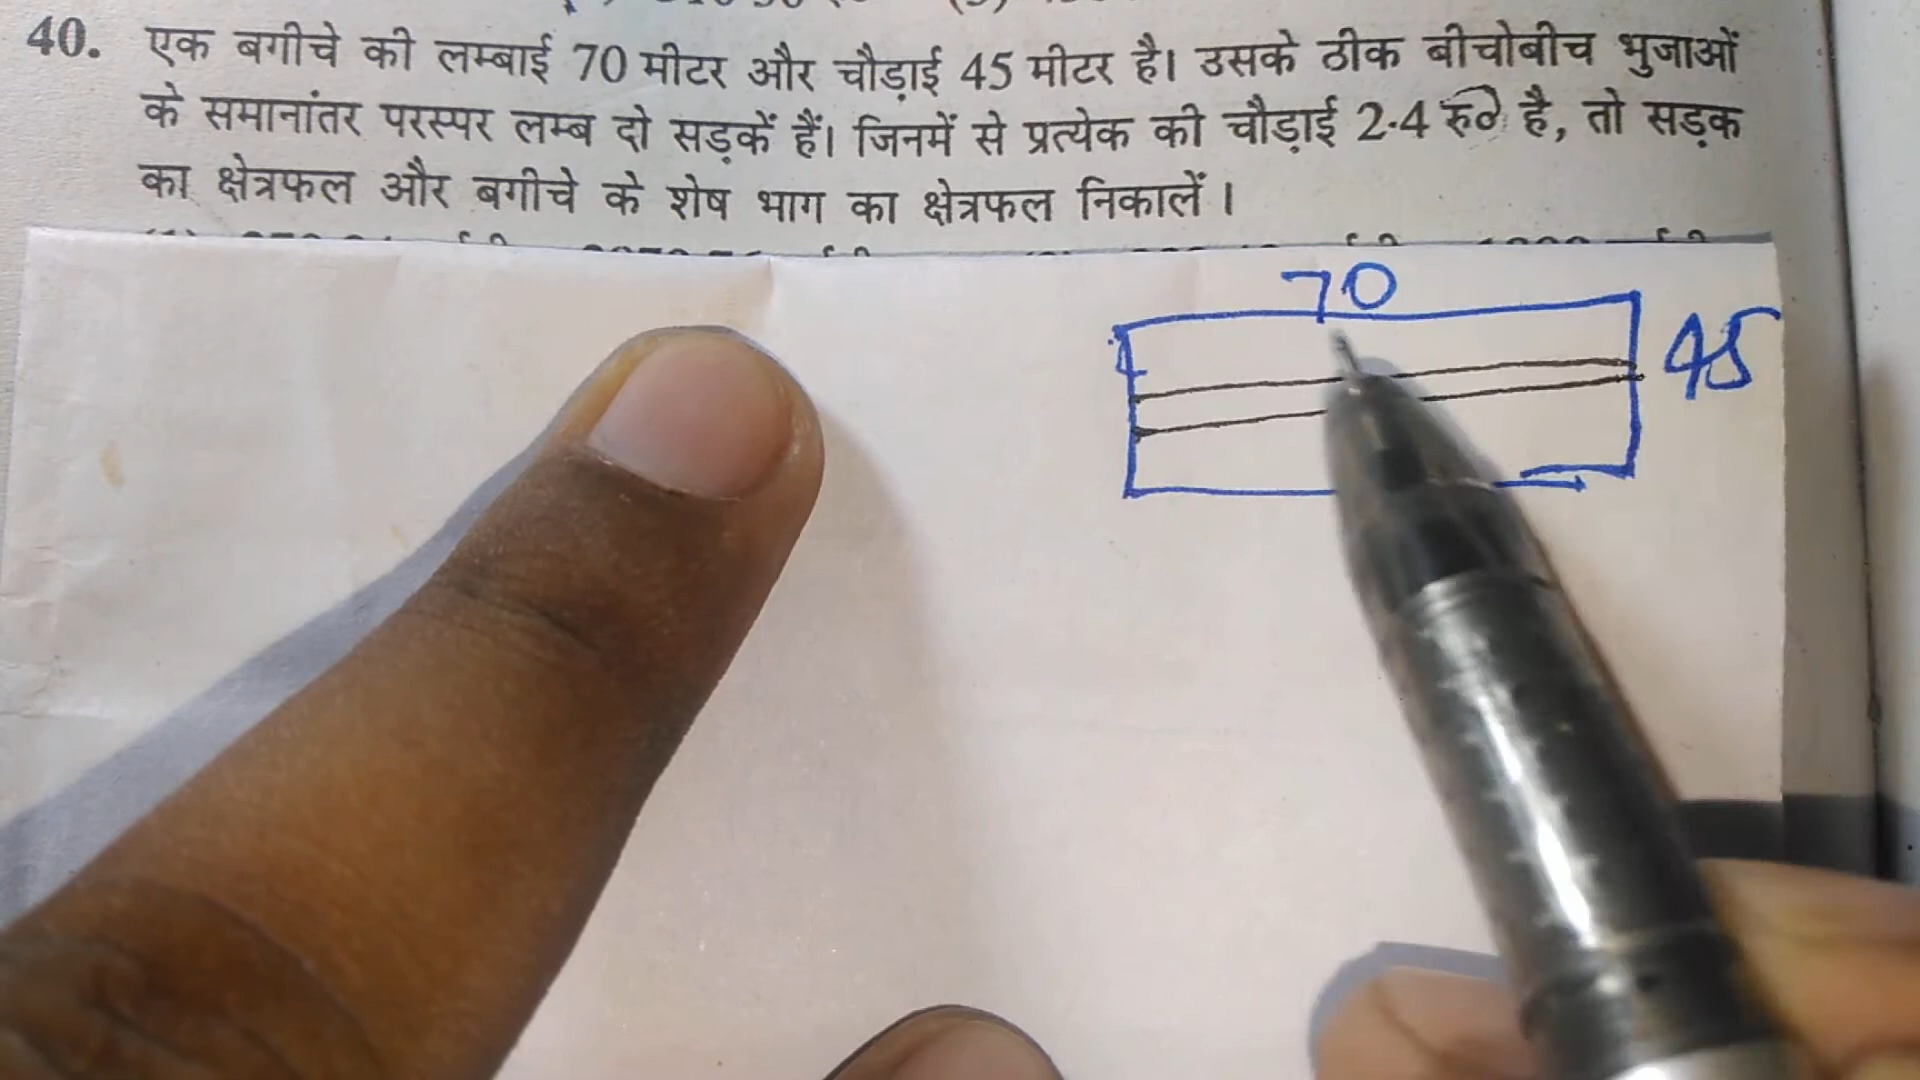 40. एक बगीचे की लम्बाई 70 मीटर और चौड़ाई 45 मीटर है। उसके ठीक बीचोबीच भुजाओं
के समानांतर परस्पर लम्ब दो सड़कें हैं। जिनमें से प्रत्येक की चौड़ाई 2·4 है, तो सड़क
का क्षेत्रफल और बगीचे के शेष भाग का क्षेत्रफल निकालें।
70
45